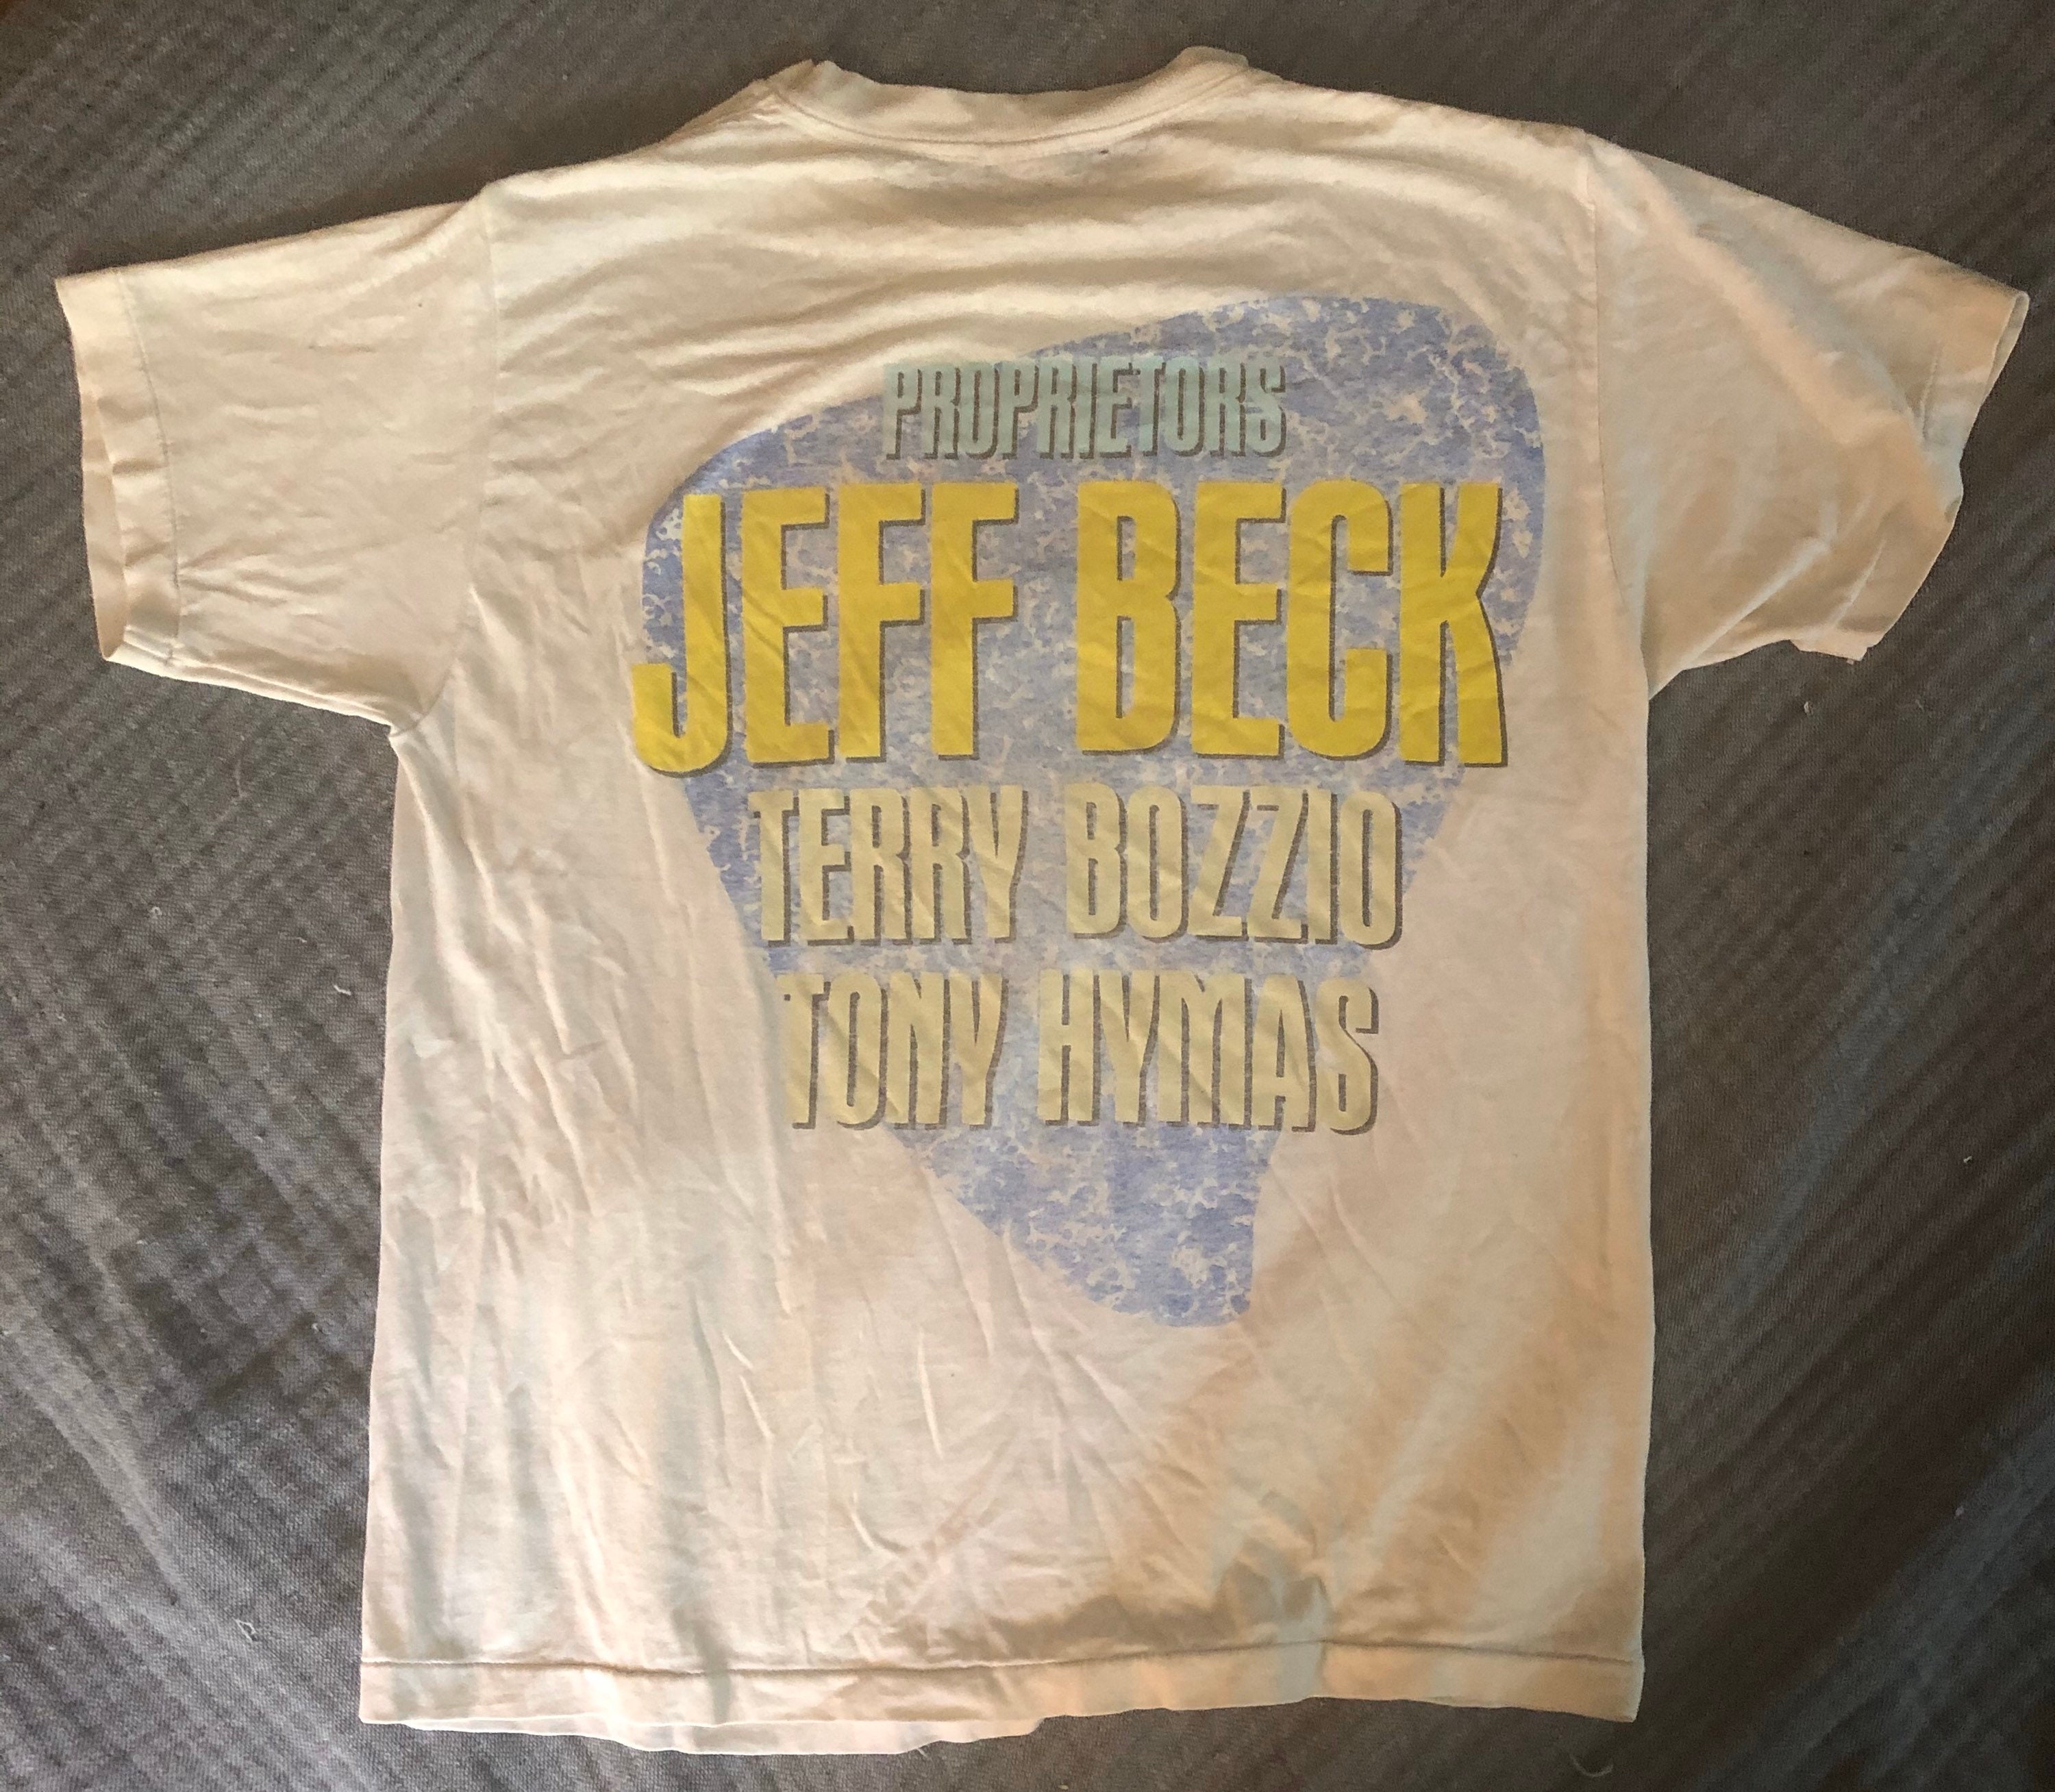 PROPRIETORS
JEFF BECK
TERRY BOZZIO
TONY HYMAS